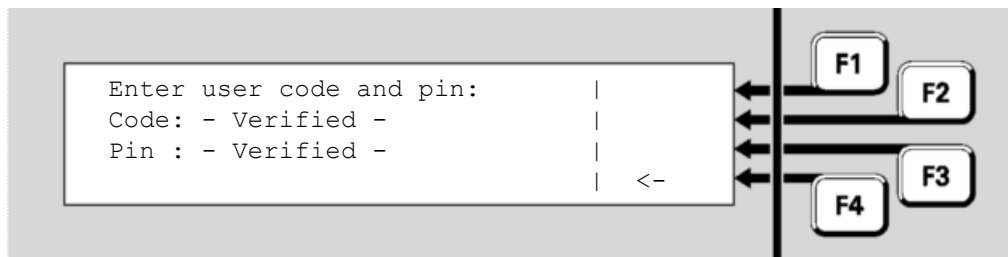 Enter user code and pin: |
Code: - Verified - |
Pin : - Verified - |
| <-
F1
F2
F3
F4